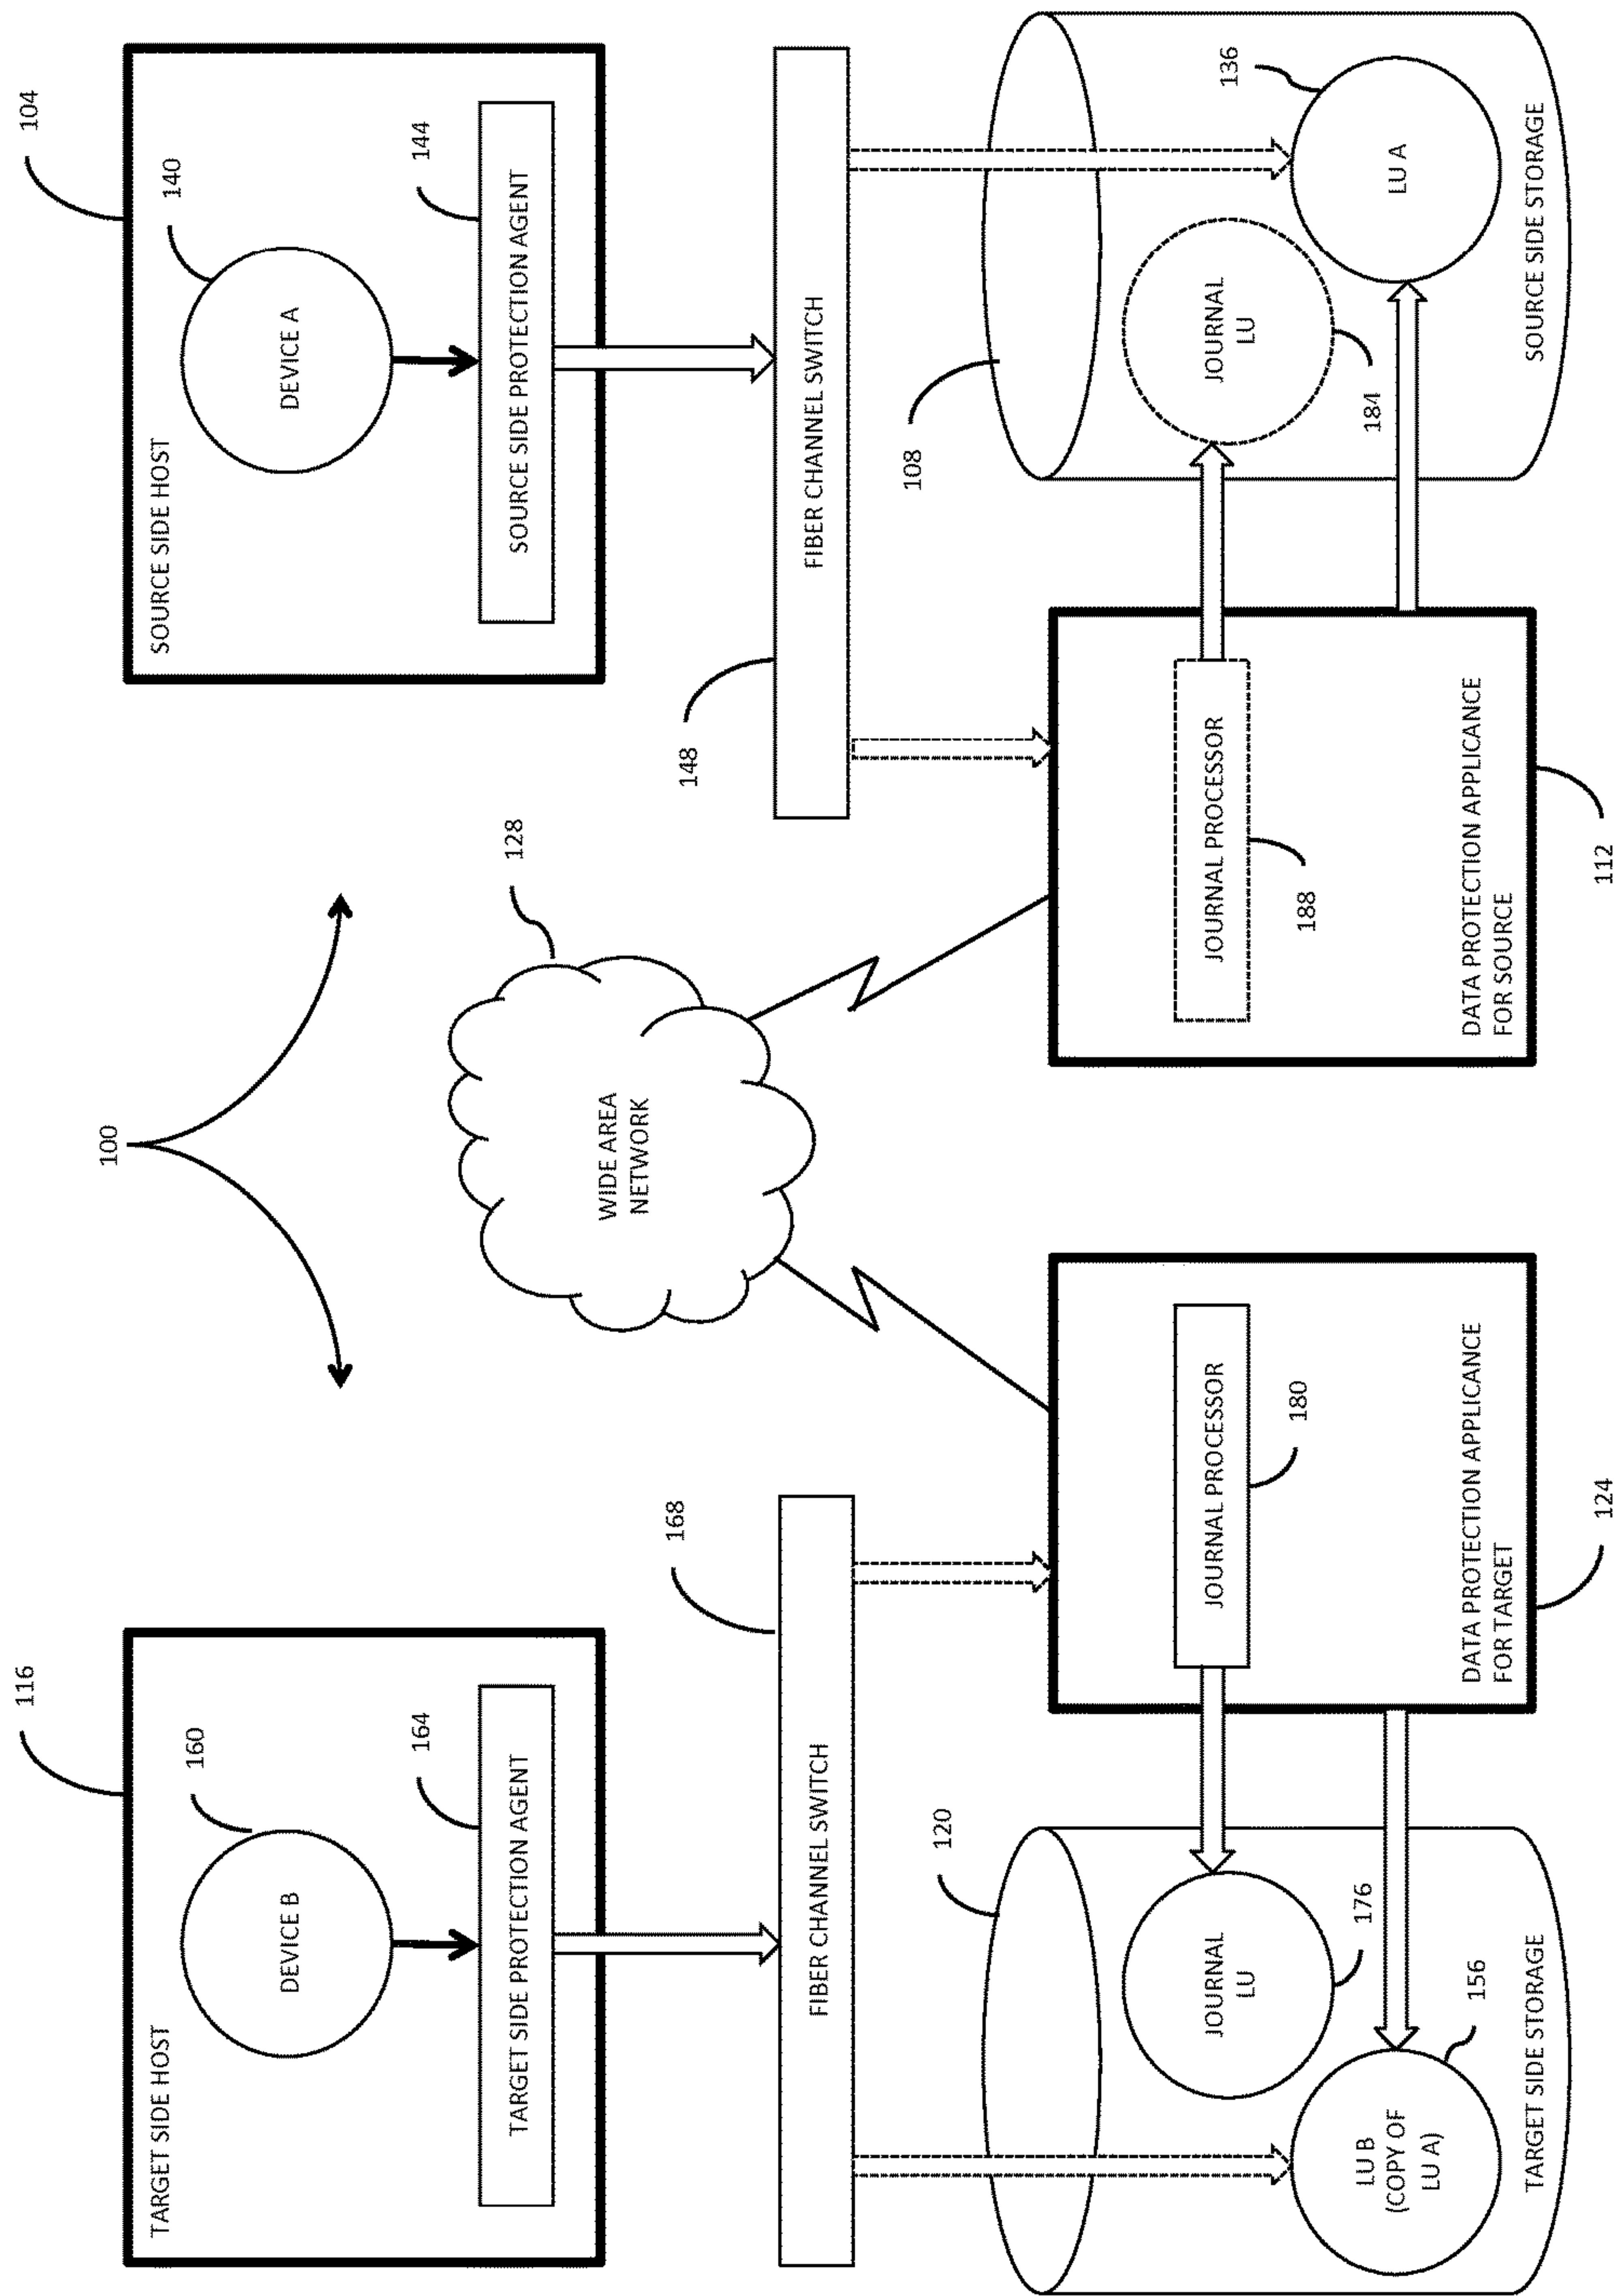 100
SOURCE SIDE HOST
104
DEVICE A
140
SOURCE SIDE PROTECTION AGENT
144
FIBER CHANNEL SWITCH
148
108
JOURNAL
LU
184
LU A
136
SOURCE SIDE STORAGE
JOURNAL PROCESSOR
188
DATA PROTECTION APPLICANCE
FOR SOURCE
112
WIDE AREA
NETWORK
128
TARGET SIDE HOST
116
DEVICE B
160
TARGET SIDE PROTECTION AGENT
164
FIBER CHANNEL SWITCH
168
120
JOURNAL
LU
176
LU B
(COPY OF
LU A)
156
TARGET SIDE STORAGE
JOURNAL PROCESSOR
180
DATA PROTECTION APPLICANCE
FOR TARGET
124